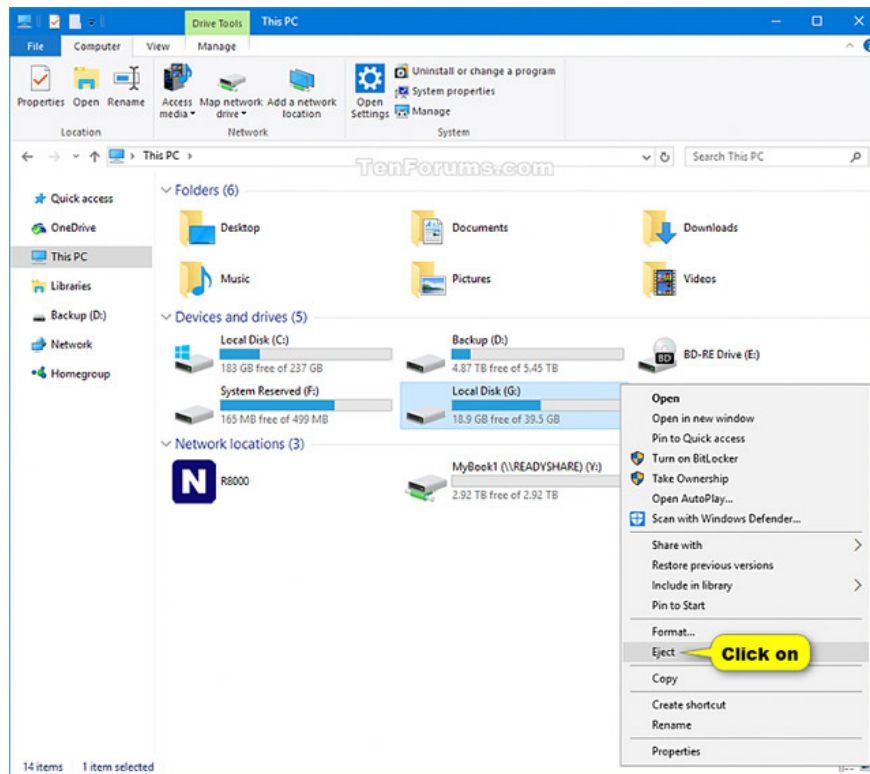 Drive Tools This PC
File Computer View Manage
Properties Open Rename Access media Map network drive Add a network location Open Settings Uninstall or change a program
System properties
Manage
Location Network System
This PC Search This PC
TenForums.com
Quick access
OneDrive
This PC
Libraries
Backup (D:)
Network
Homegroup
Folders (6)
Desktop Documents Downloads
Music Pictures Videos
Devices and drives (5)
Local Disk (C:) Backup (D:) BD-RE Drive (E:)
183 GB free of 237 GB 4.87 TB free of 5.45 TB
BD
System Reserved (F:) Local Disk (G:)
165 MB free of 499 MB 18.9 GB free of 39.5 GB
Network locations (3)
N R8000 MyBook1 (\\READYSHARE) (Y:)
2.92 TB free of 2.92 TB
Open
Open in new window
Pin to Quick access
Turn on BitLocker
Take Ownership
Open AutoPlay...
Scan with Windows Defender...
Share with
Restore previous versions
Include in library
Pin to Start
Format...
Eject Click on
Copy
Create shortcut
Rename
Properties
14 items 1 item selected